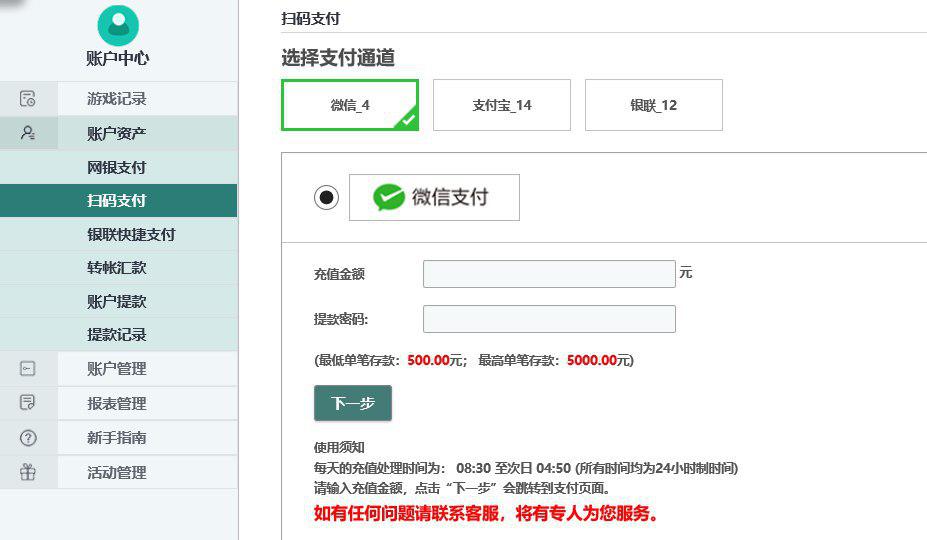 账户中心
游戏记录
账户资产
网银支付
扫码支付
银联快捷支付
转帐汇款
账户提款
提款记录
账户管理
报表管理
新手指南
活动管理
扫码支付
选择支付通道
微信_4 支付宝_14 银联_12
微信支付
充值金额 元
提款密码:
(最低单笔存款：500.00元； 最高单笔存款：5000.00元)
下一步
使用须知
每天的充值处理时间为： 08:30 至次日 04:50 (所有时间均为24小时制时间)
请输入充值金额，点击“下一步”会跳转到支付页面。
如有任何问题请联系客服，将有专人为您服务。